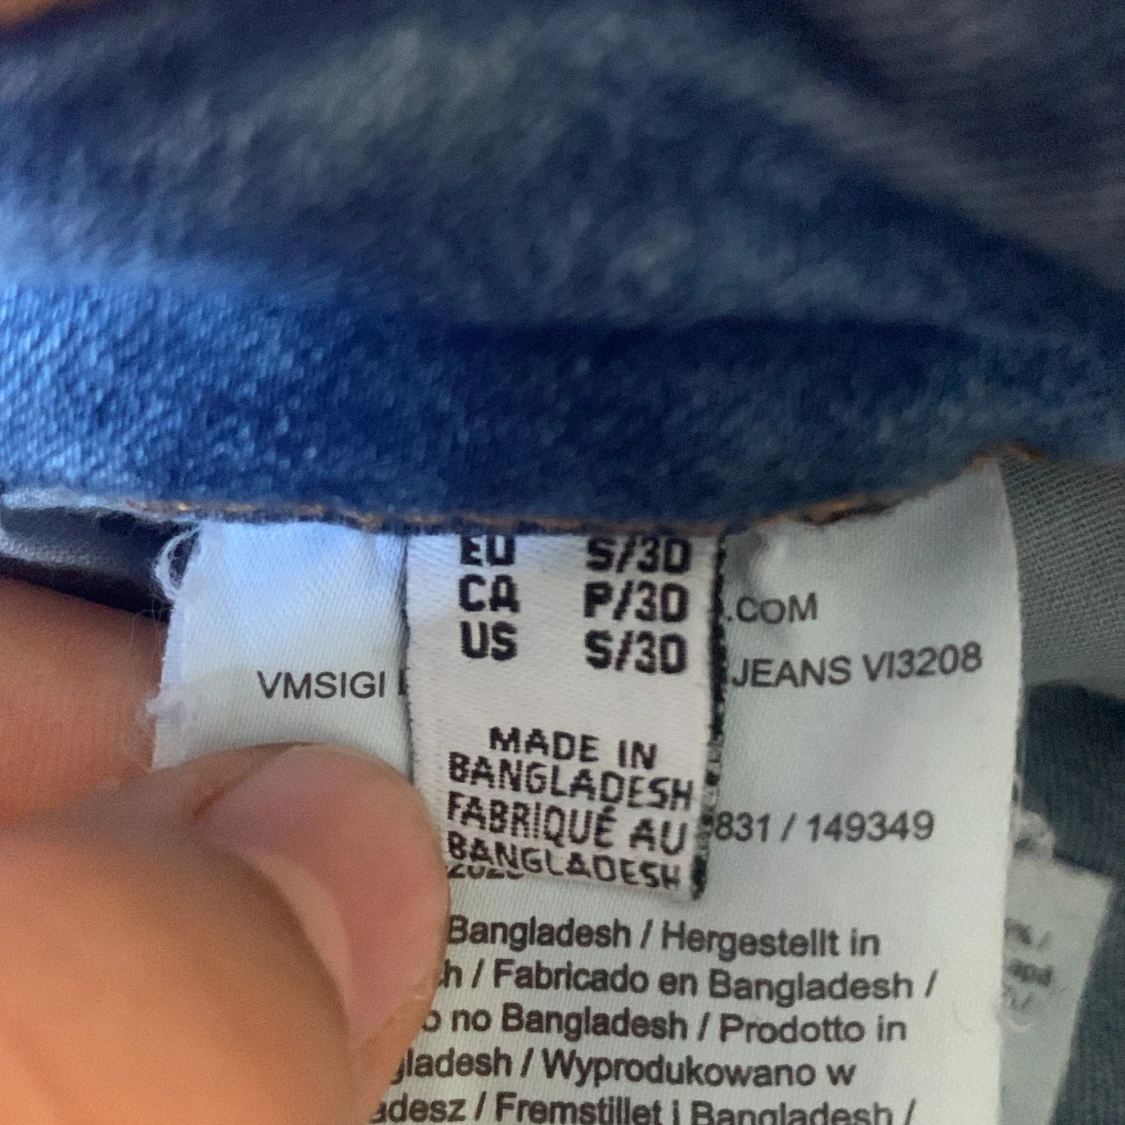 EU S/30
CA P/30
US S/30
MADE IN
BANGLADESH
FABRIQUÉ AU
BANGLADESH
.COM
VMSIGI JEANS VI3208
831 / 149349
Bangladesh / Hergestellt in
/ Fabricado en Bangladesh /
no Bangladesh / Prodotto in
/ Wyprodukowano w
/ Fremstillet i Bangladesh /